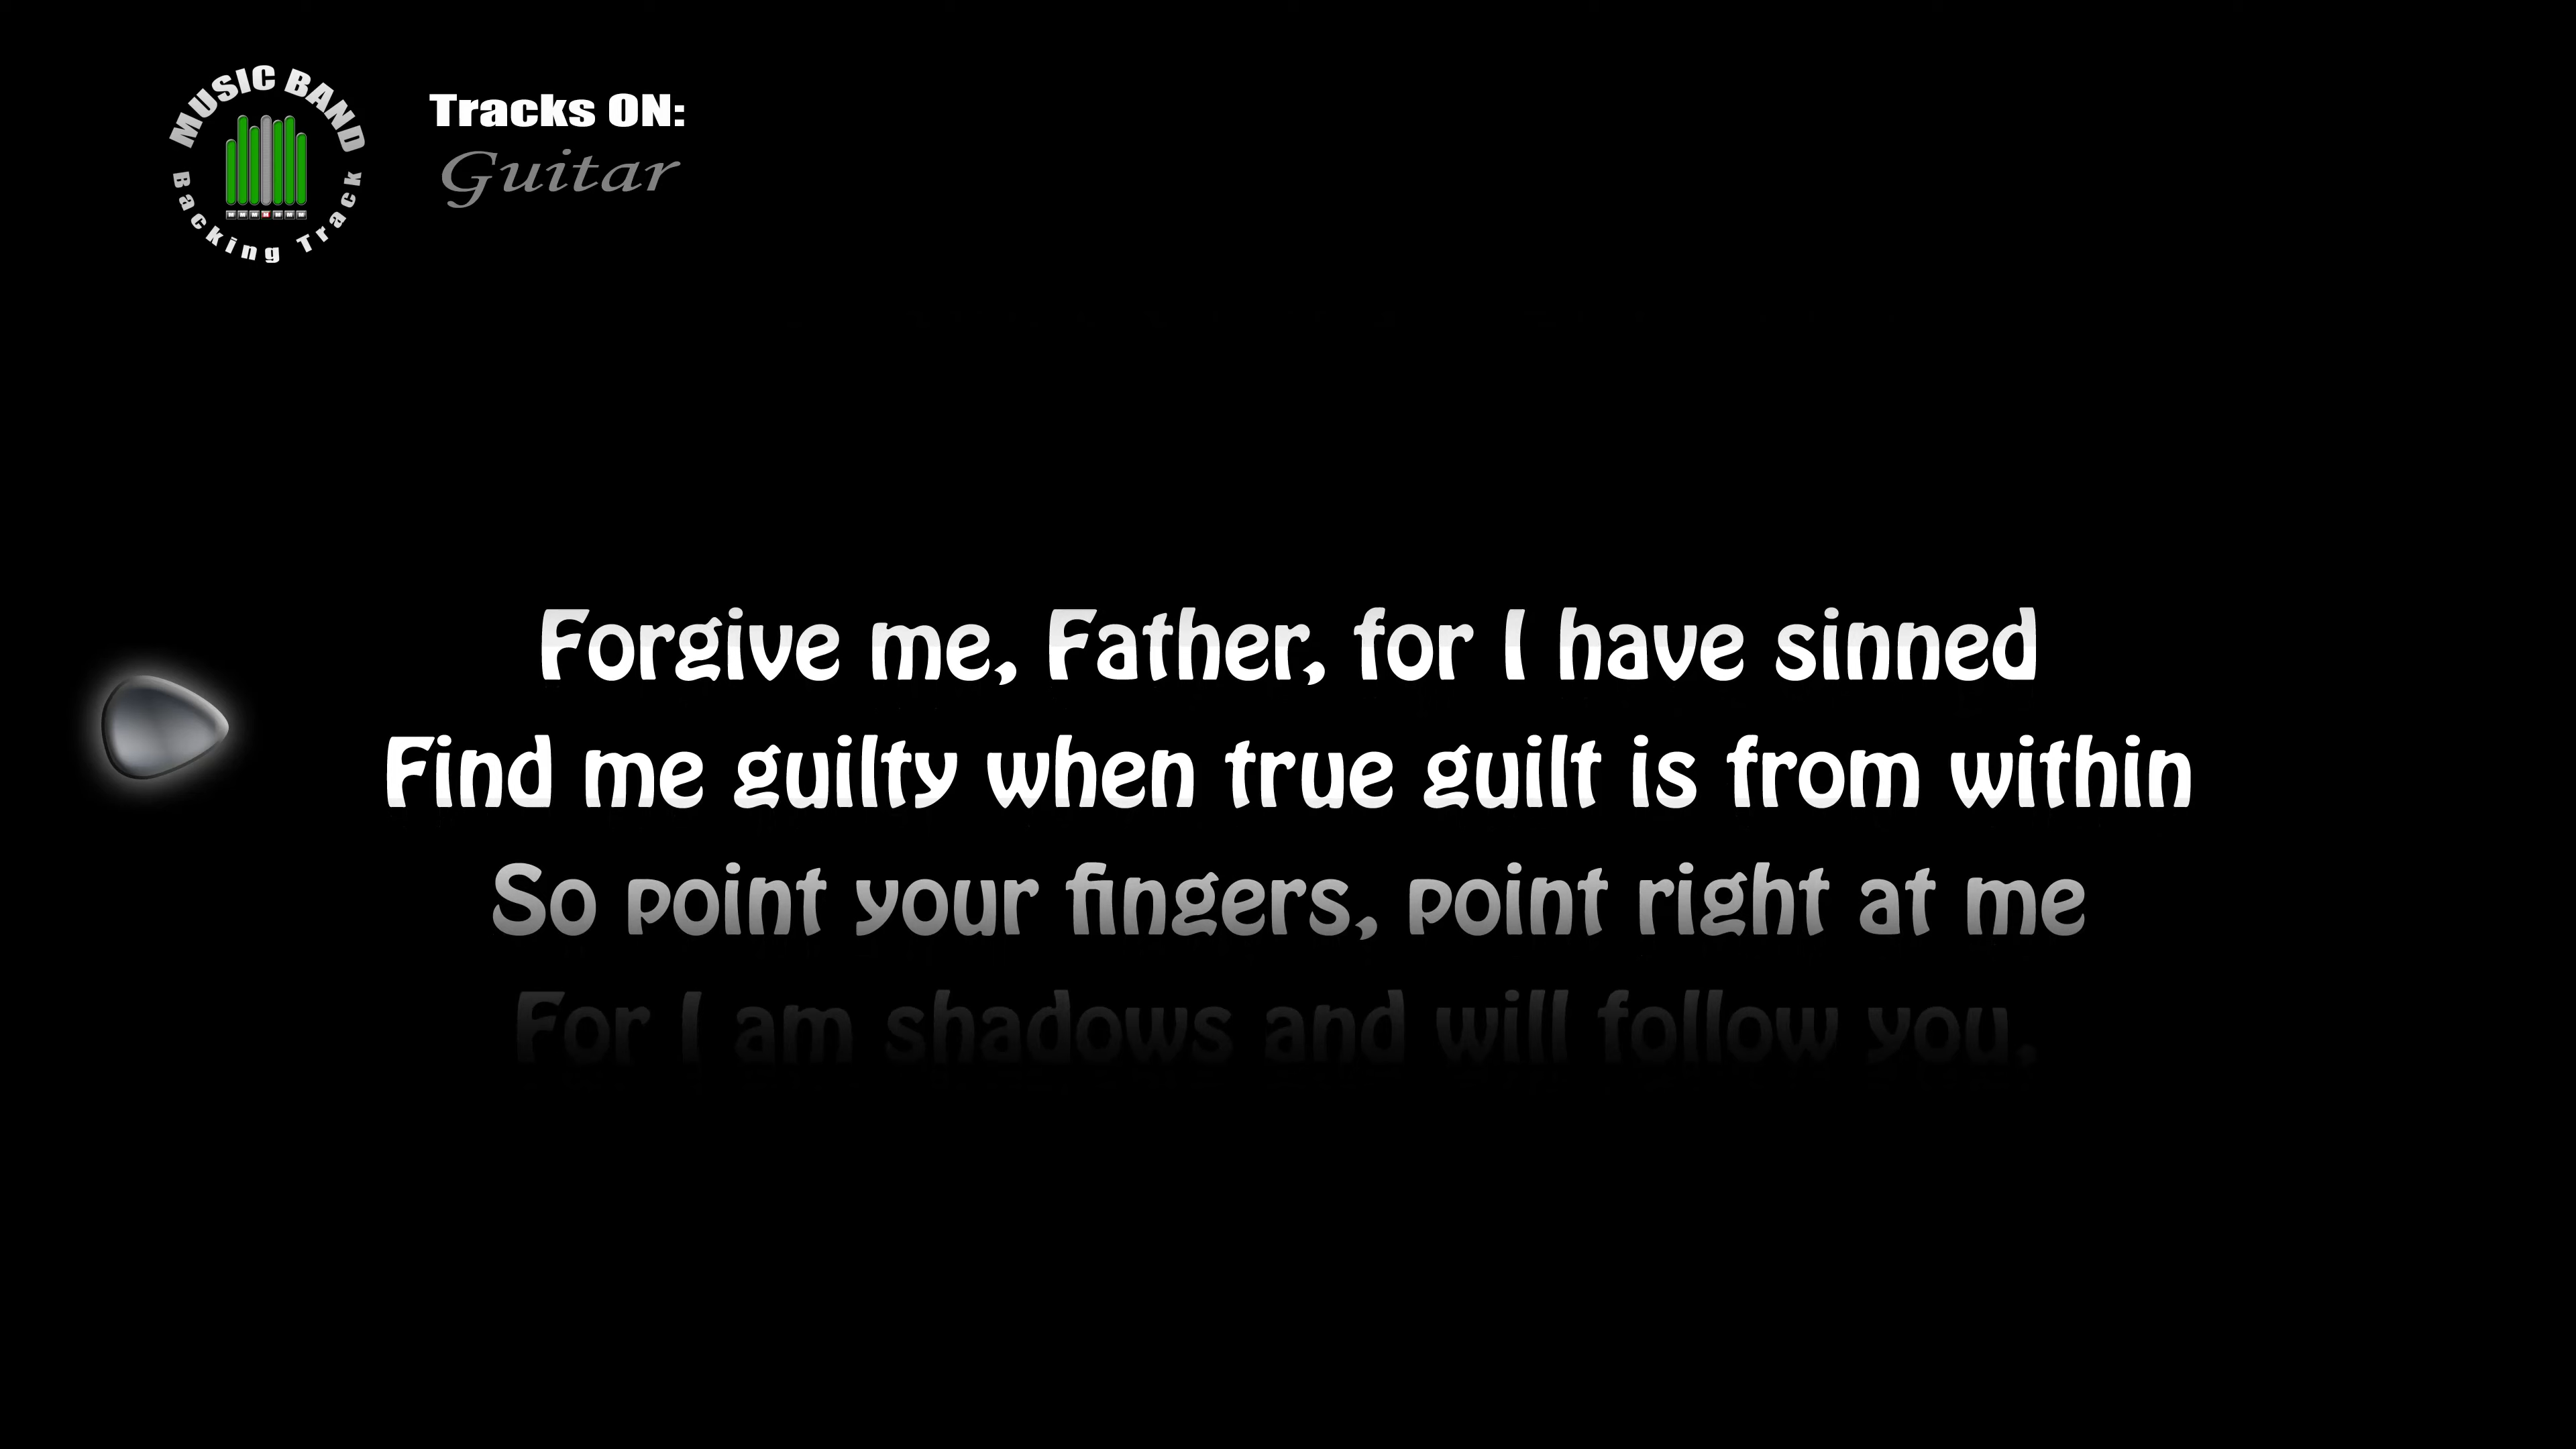 MUSIC BAND
Backing Track
Tracks ON:
Guitar
Forgive me, Father, for I have sinned
Find me guilty when true guilt is from within
So point your fingers, point right at me
For I am shadows and will follow you,